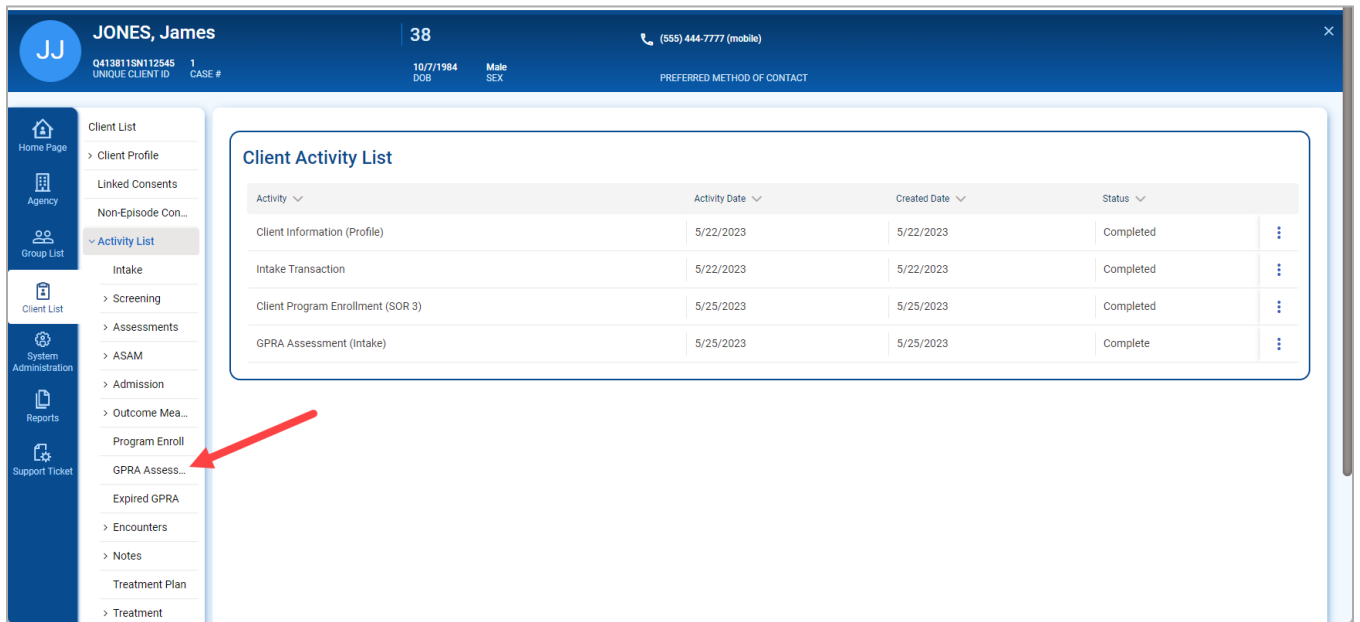 JJ
JONES, James
Q413811SN112545 1
UNIQUE CLIENT ID CASE #
38
10/7/1984 Male
DOB SEX
(555) 444-7777 (mobile)
PREFERRED METHOD OF CONTACT
Home Page
Agency
Group List
Client List
System
Administration
Reports
Support Ticket
Client List
Client Profile
Linked Consents
Non-Episode Con...
Activity List
Intake
Screening
Assessments
ASAM
Admission
Outcome Mea...
Program Enroll
GPRA Assess...
Expired GPRA
Encounters
Notes
Treatment Plan
Treatment
Client Activity List
Activity Activity Date Created Date Status
Client Information (Profile) 5/22/2023 5/22/2023 Completed
Intake Transaction 5/22/2023 5/22/2023 Completed
Client Program Enrollment (SOR 3) 5/25/2023 5/25/2023 Completed
GPRA Assessment (Intake) 5/25/2023 5/25/2023 Complete